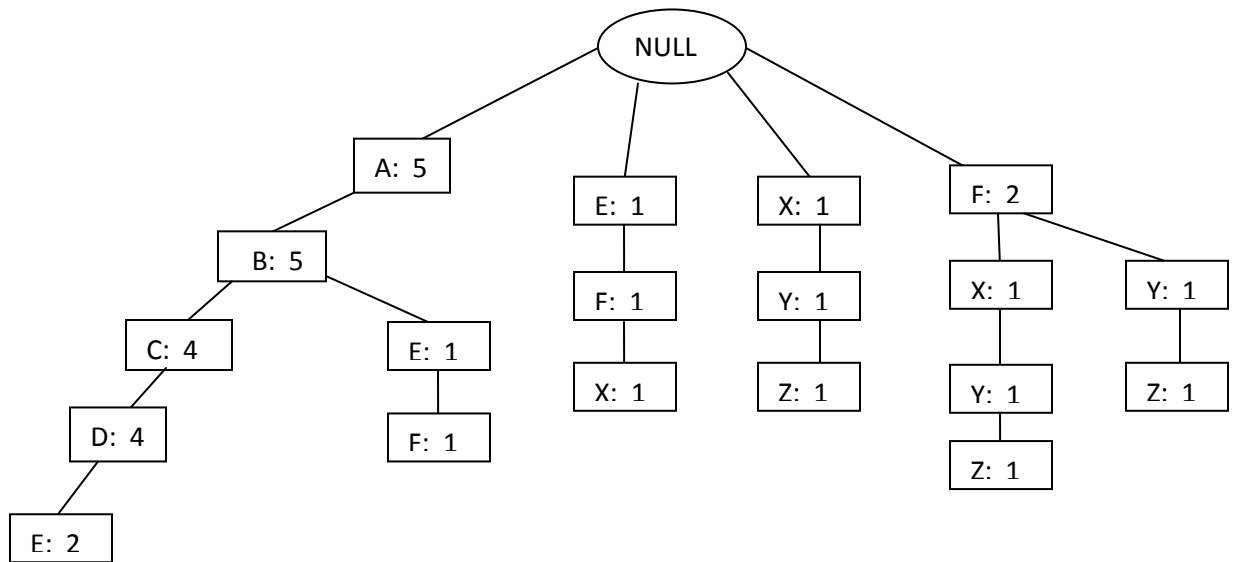 NULL
A: 5
E: 1
X: 1
F: 2
B: 5
F: 1
Y: 1
X: 1
Y: 1
C: 4
E: 1
X: 1
Z: 1
Y: 1
Z: 1
D: 4
F: 1
Z: 1
E: 2